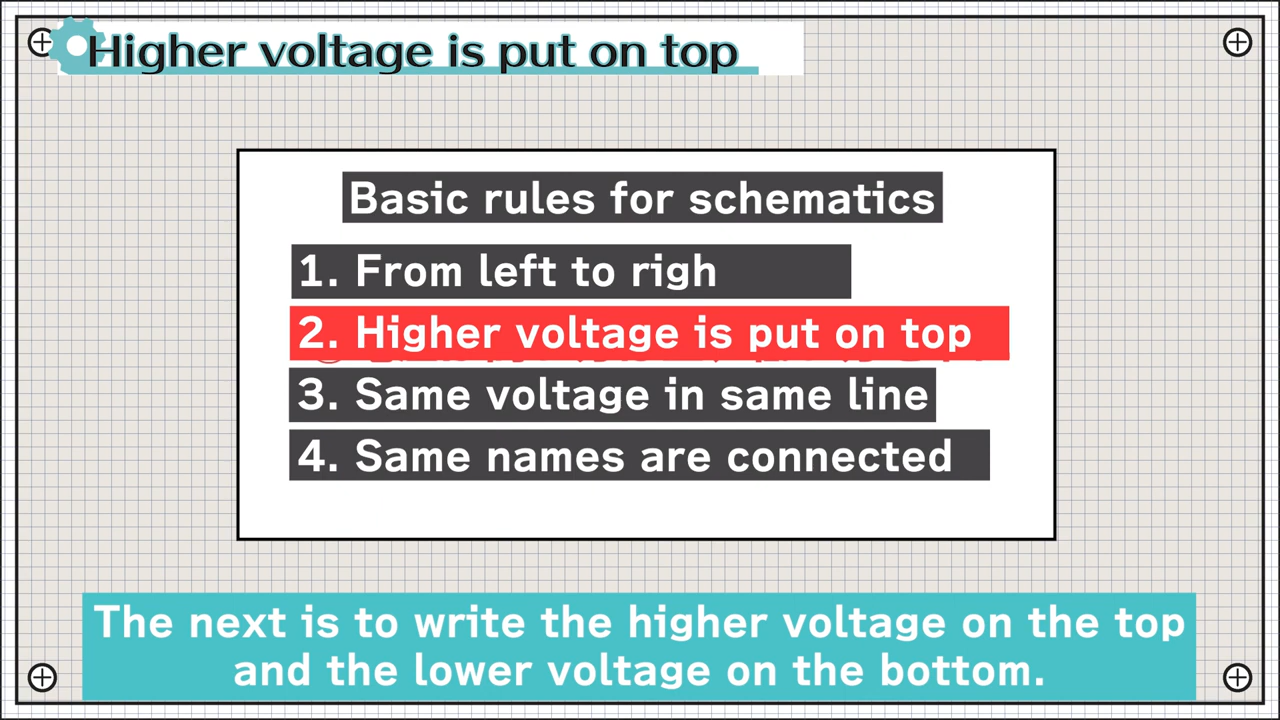 Higher voltage is put on top
Basic rules for schematics
1. From left to righ
2. Higher voltage is put on top
3. Same voltage in same line
4. Same names are connected
The next is to write the higher voltage on the top
and the lower voltage on the bottom.